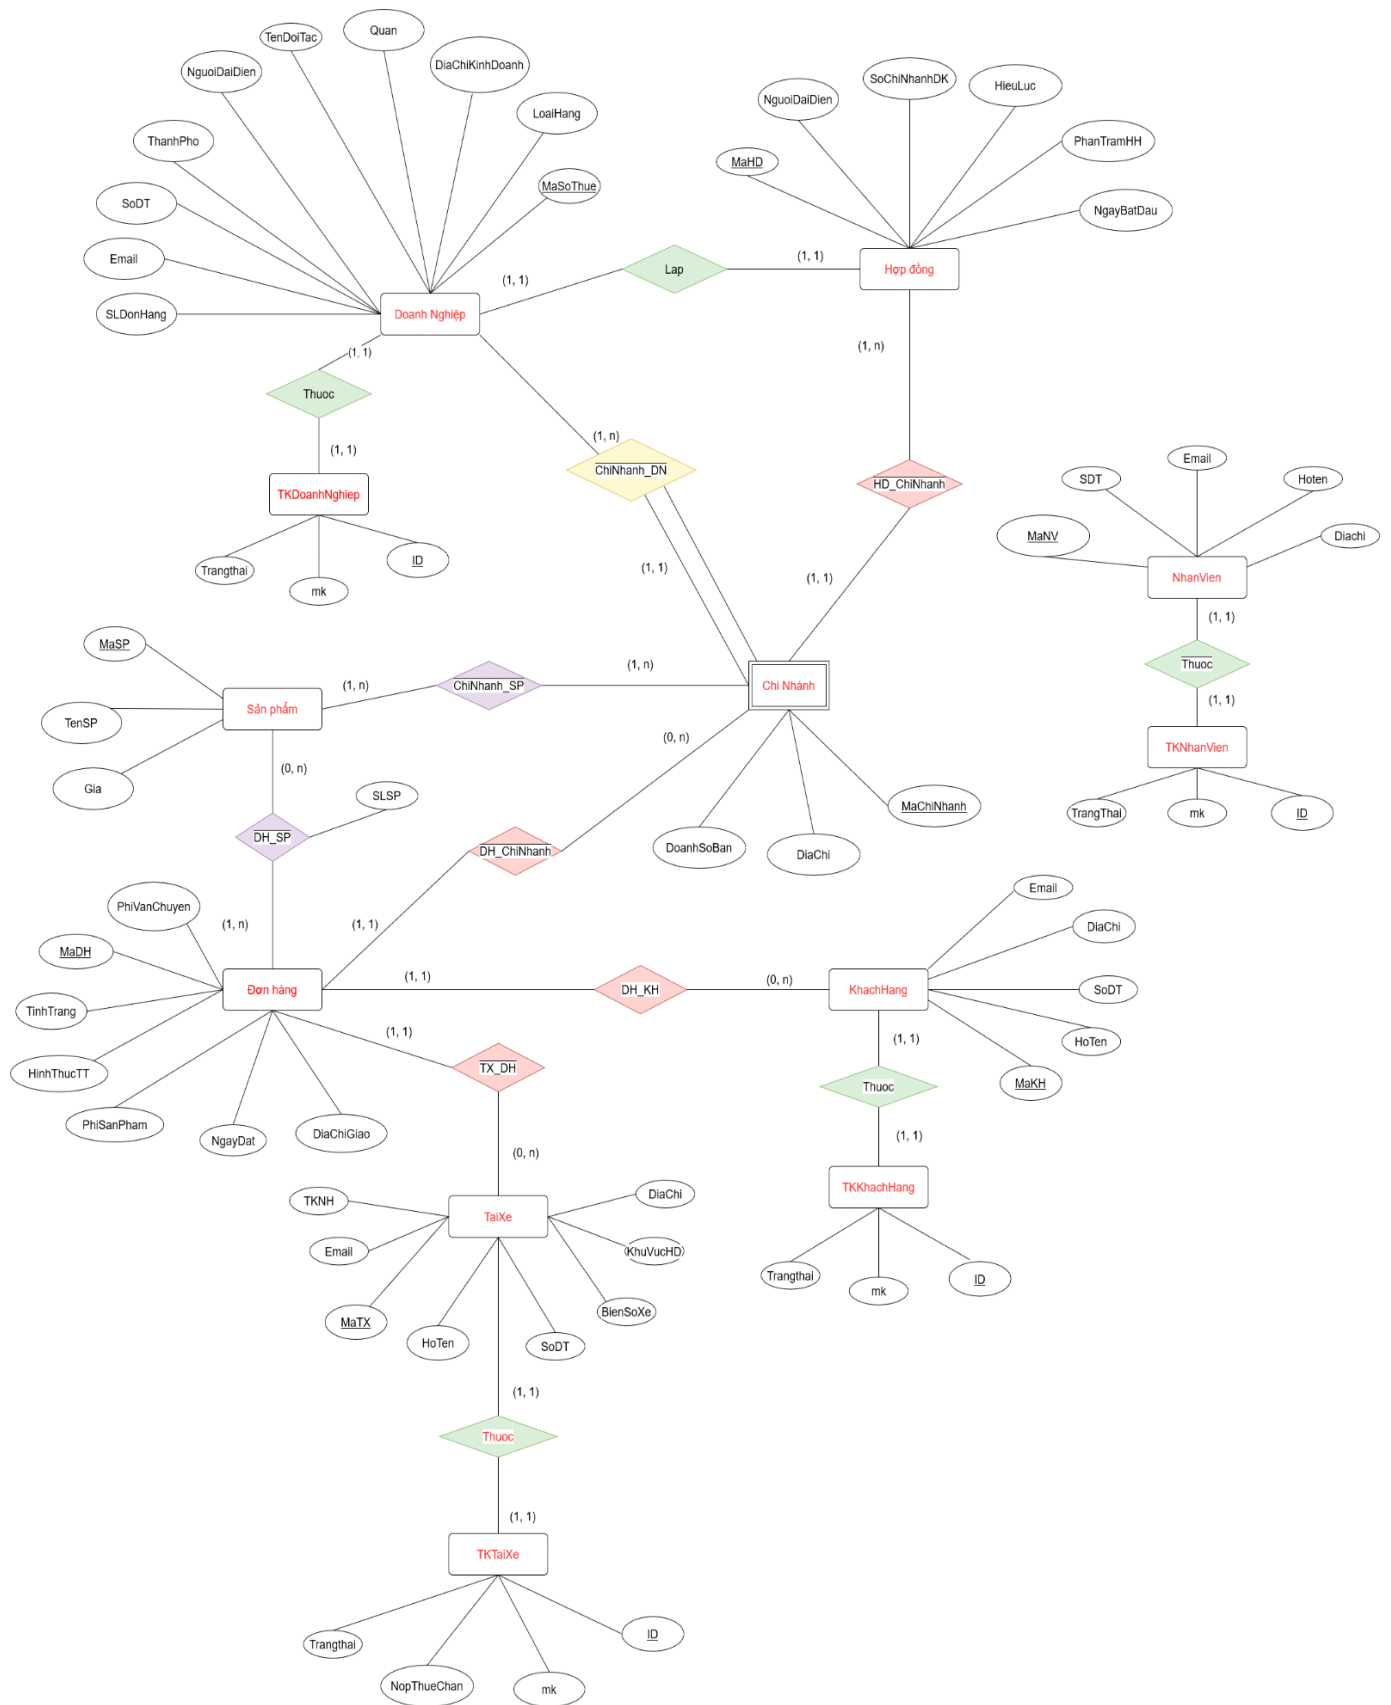 Quan
TenDoiTac
DiaChiKinhDoanh
NguoiDaiDien
SoChiNhanhDK
HieuLuc
NguoiDaiDien
LoaiHang
ThanhPho
PhanTramHH
MaHD
MaSoThue
SoDT
NgayBatDau
Email
(1, 1)
(1, 1)
Lap
Hợp đồng
SLDonHang
Doanh Nghiệp
(1, 1)
(1, n)
Thuoc
(1, n)
(1, 1)
ChiNhanh_DN
Email
SDT
Hoten
HD_ChiNhanh
TKDoanhNghiep
MaNV
Diachi
ID
(1, 1)
Trangthai
(1, 1)
NhanVien
mk
(1, 1)
MaSP
Thuoc
(1, n)
(1, n)
ChiNhanh_SP
Chi Nhánh
Sản phẩm
(1, 1)
TenSP
(0, n)
TKNhanVien
(0, n)
Gia
SLSP
MaChiNhanh
TrangThai
mk
ID
DH_SP
DH_ChiNhanh
DoanhSoBan
DiaChi
Email
PhiVanChuyen
(1, n)
(1, 1)
DiaChi
MaDH
(1, 1)
(0, n)
Đơn hàng
DH_KH
KhachHang
SoDT
TinhTrang
(1, 1)
(1, 1)
HoTen
TX_DH
HinhThucTT
Thuoc
MaKH
PhiSanPham
DiaChiGiao
NgayDat
(1, 1)
(0, n)
TKKhachHang
DiaChi
TKNH
TaiXe
Email
KhuVucHD
Trangthai
ID
mk
BienSoXe
MaTX
HoTen
SoDT
(1, 1)
Thuoc
(1, 1)
TKTaiXe
ID
Trangthai
NopThueChan
mk